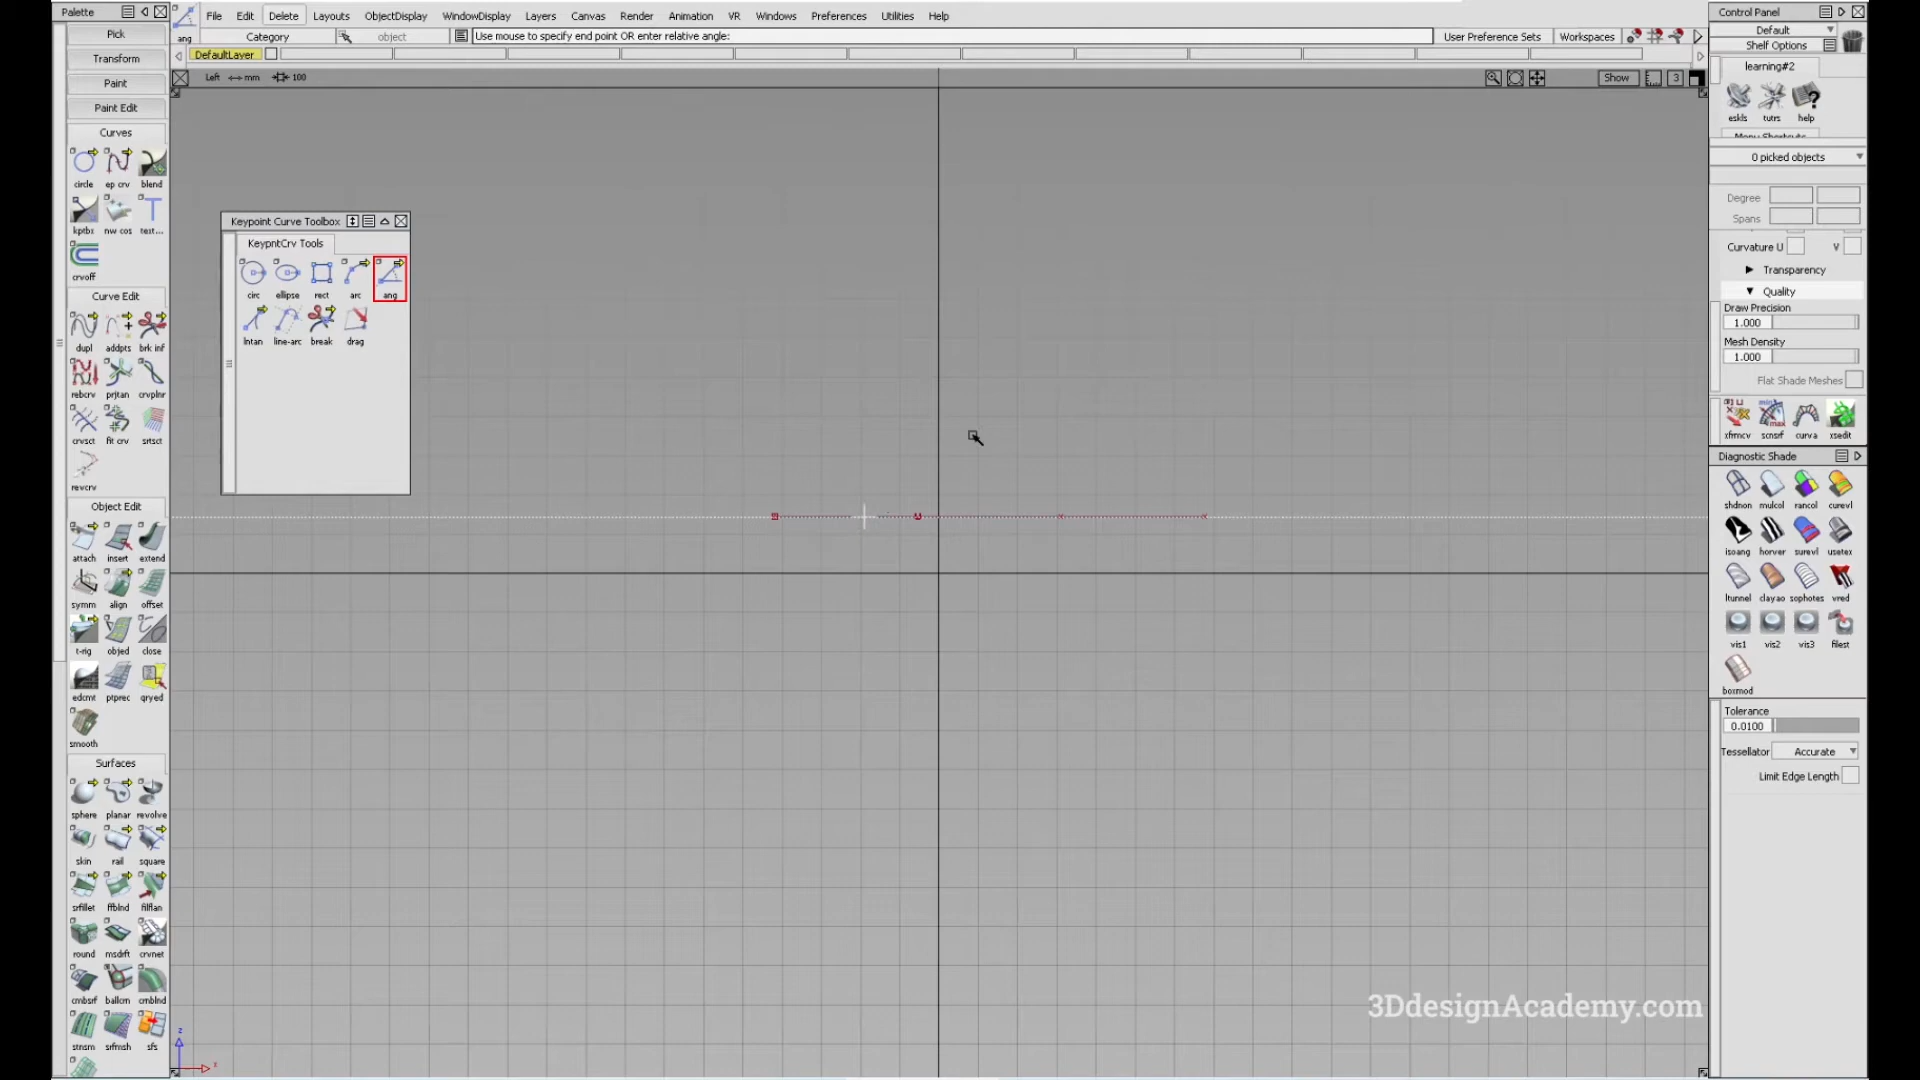 Palette
Pick
Transform
Paint
Paint Edit
Curves
circle ep crv blend
kptbx nw cos text...
crvoff
Curve Edit
dupl addpts brk inf
rebcrv prjtan crvplnr
crvsct fit crv srtsct
revcrv
Object Edit
attach insert extend
symm align offset
t-rig objed close
edcmt ptprec qryed
smooth
Surfaces
sphere planar revolve
skin rail square
srfillet ffblnd filflan
round msdrft crvnet
cmbsrf ballcrn crnblnd
stnsm srfmsh sfs
ang
File Edit Delete Layouts ObjectDisplay WindowDisplay Layers Canvas Render Animation VR Windows Preferences Utilities Help
Category object Use mouse to specify end point OR enter relative angle: User Preference Sets Workspaces
DefaultLayer
Left mm 100 Show 3
Keypoint Curve Toolbox
KeypntCrv Tools
circ ellipse rect arc ang
lntan line-arc break drag
z
x
3DdesignAcademy.com
Control Panel
Default
Shelf Options
learning#2
eskls tutrs help
Menu Shortcuts
0 picked objects
Degree
Spans
Curvature U V
Transparency
Quality
Draw Precision
1.000
Mesh Density
1.000
Flat Shade Meshes
xfrmcv scnsrf curva xsedit
Diagnostic Shade
shdnon mulcol rancol curevl
isoang horver surevl usetex
ltunnel clayao sophotes vred
vis1 vis2 vis3 filest
boxmod
Tolerance
0.0100
Tessellator Accurate
Limit Edge Length